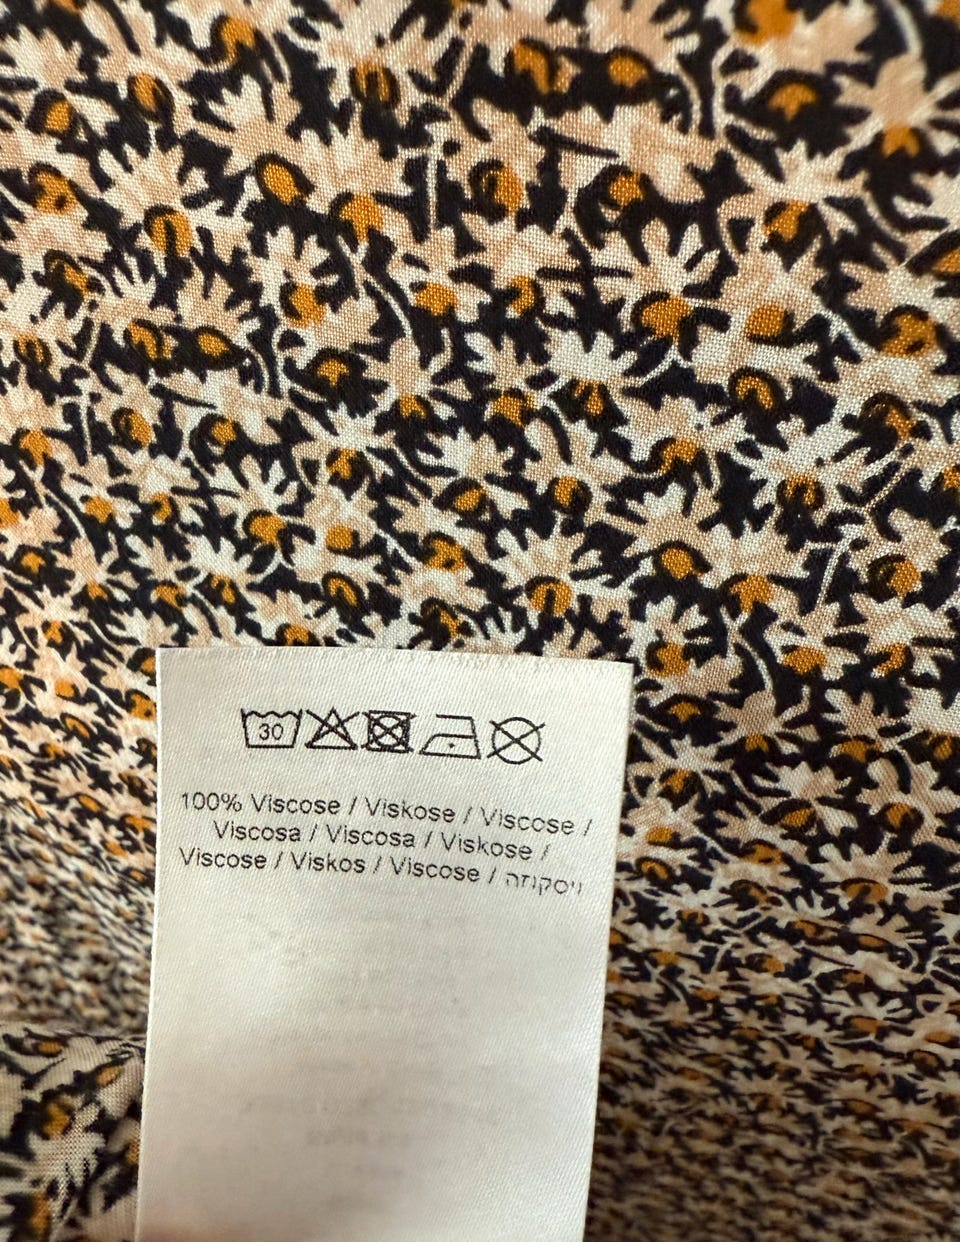 30
100% Viscose / Viskose / Viscose /
Viscosa / Viscosa / Viskose /
Viscose / Viskos / Viscose / ויסקוזה